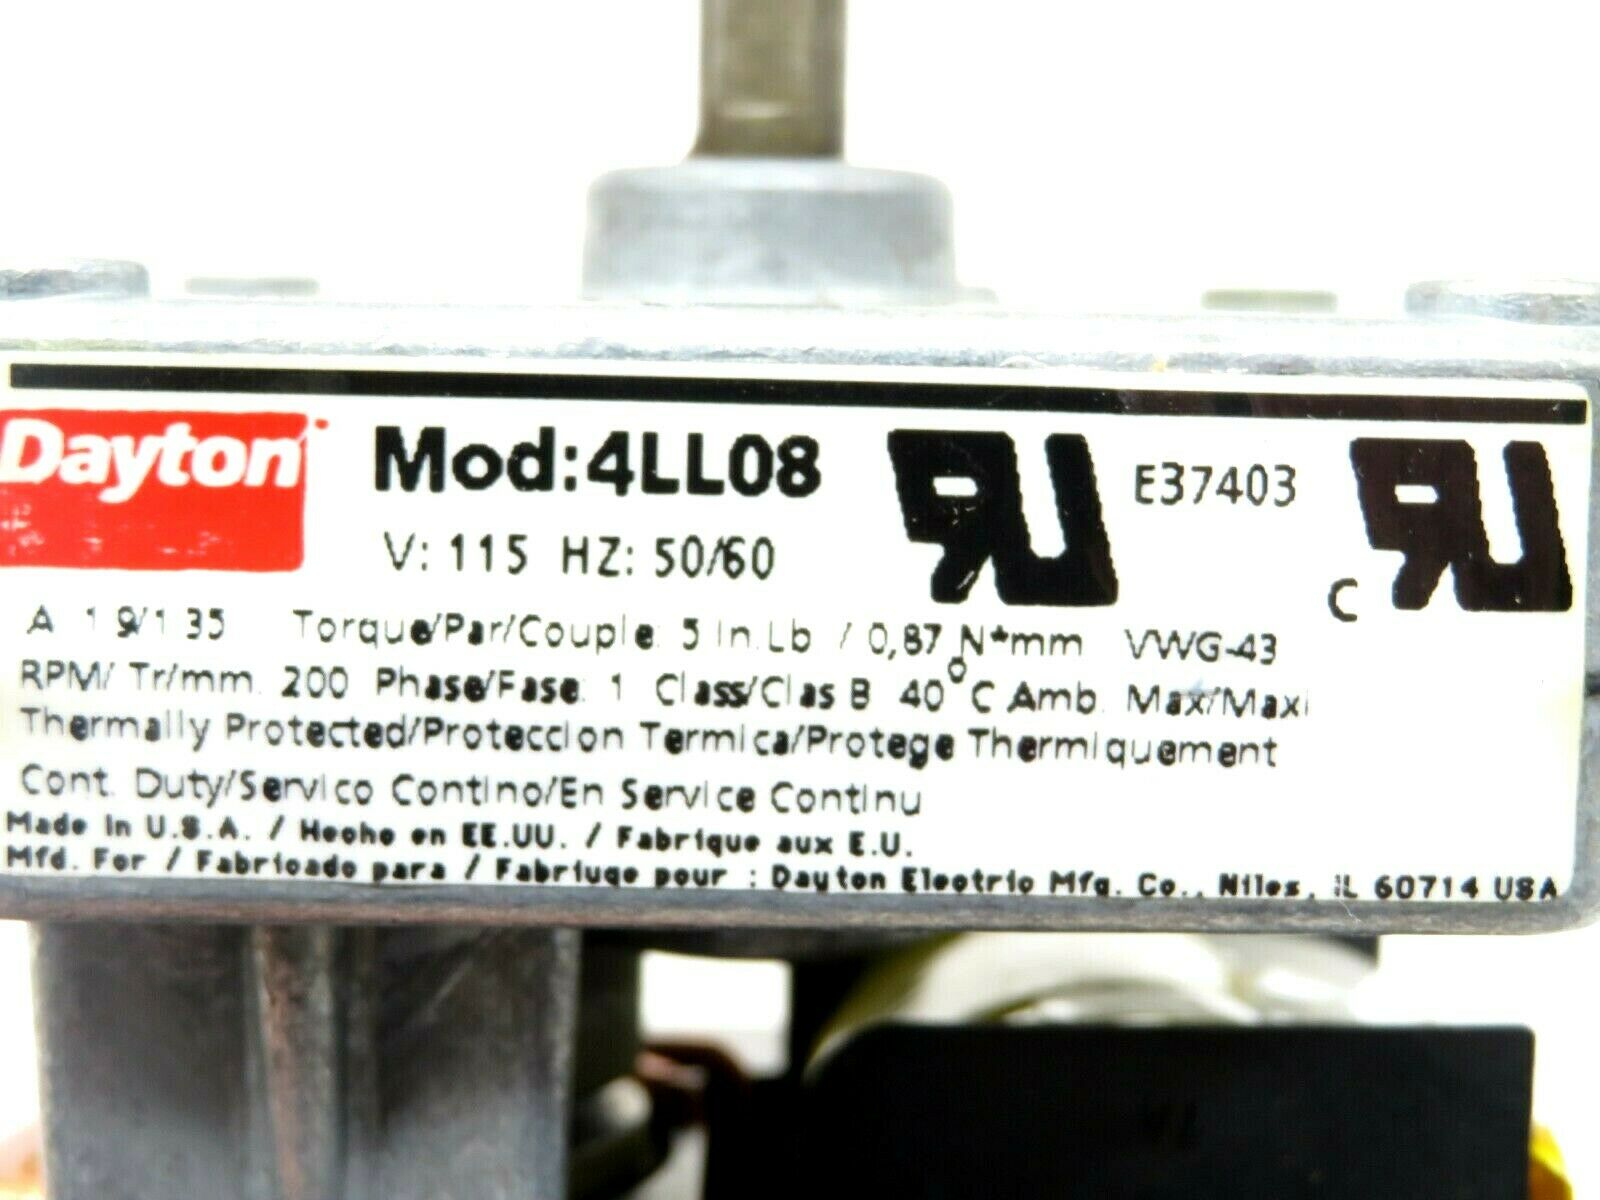 Dayton
Mod:4LL08
V: 115 HZ: 50/60
E37403
C
A 1 9/1 35 Torque/Par/Couple: 5 In.Lb / 0,87 N*mm VWG-43
RPM/ Tr/mm. 200 Phase/Fase: 1 Class/Clas B 40°C Amb. Max/Maxi
Thermally Protected/Proteccion Termica/Protege Thermiquement
Cont. Duty/Servico Contino/En Service Continu
Made In U.S.A. / Hecho en EE.UU. / Fabrique aux E.U.
Mfd. For / Fabricado para / Fabriuqe pour : Dayton Electric Mfg. Co., Niles, IL 60714 USA